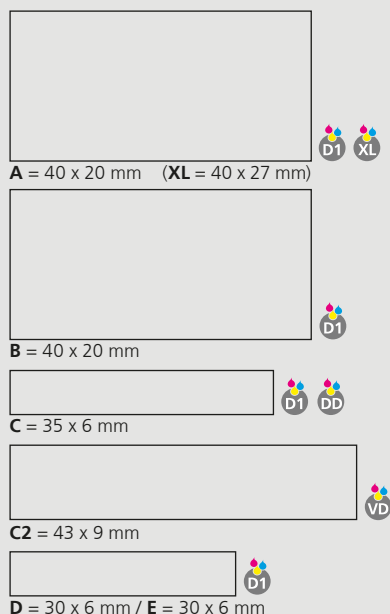 D1 XL
A = 40 x 20 mm (XL = 40 x 27 mm)
D1
B = 40 x 20 mm
D1 DD
C = 35 x 6 mm
VD
C2 = 43 x 9 mm
D1
D = 30 x 6 mm / E = 30 x 6 mm